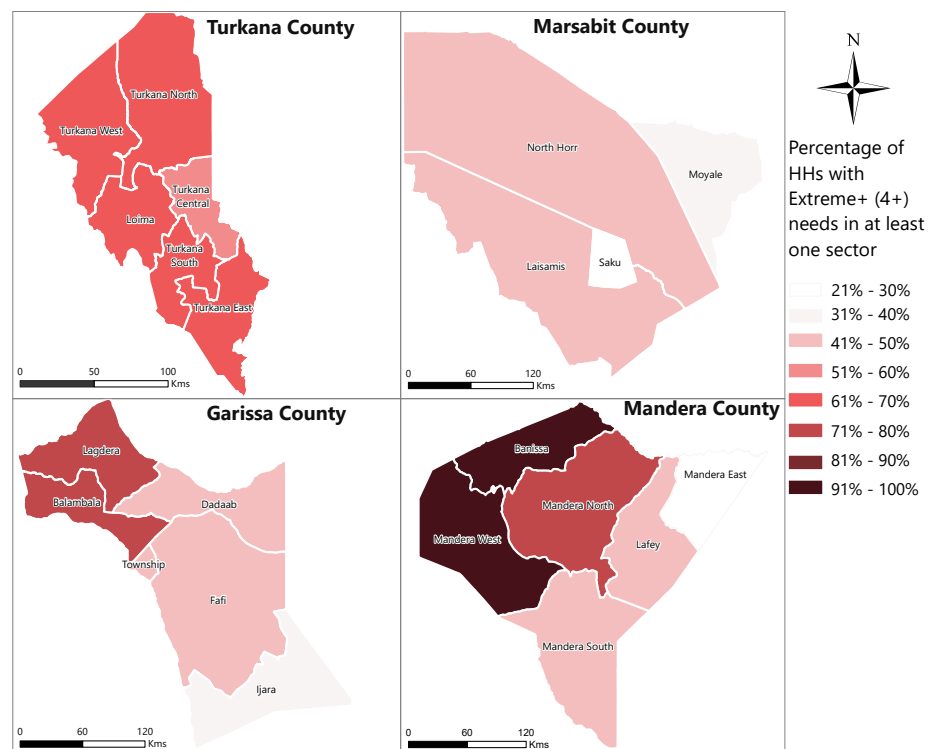 Turkana County
Turkana North
Turkana West
Turkana
Central
Loima
Turkana
South
Turkana East
0 50 100
Kms
Marsabit County
North Horr
Moyale
Laisamis
Saku
0 60 120
Kms
N
Percentage of
HHs with
Extreme+ (4+)
needs in at least
one sector
21% - 30%
31% - 40%
41% - 50%
51% - 60%
61% - 70%
71% - 80%
81% - 90%
91% - 100%
Garissa County
Lagdera
Balambala
Dadaab
Township
Fafi
Ijara
0 60 120
Kms
Mandera County
Banissa
Mandera East
Mandera North
Mandera West
Lafey
Mandera South
0 60 120
Kms